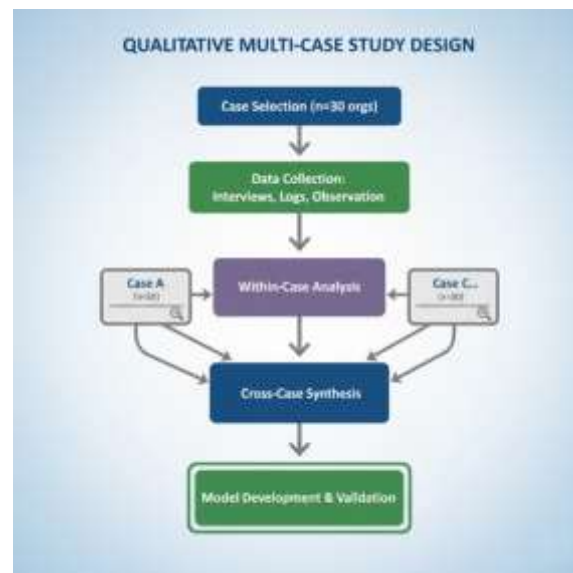 QUALITATIVE MULTI-CASE STUDY DESIGN
Case Selection (n=30 orgs)
Data Collection:
Interviews, Logs, Observation
Case A
Within-Case Analysis
Case C...
Cross-Case Synthesis
Model Development & Validation